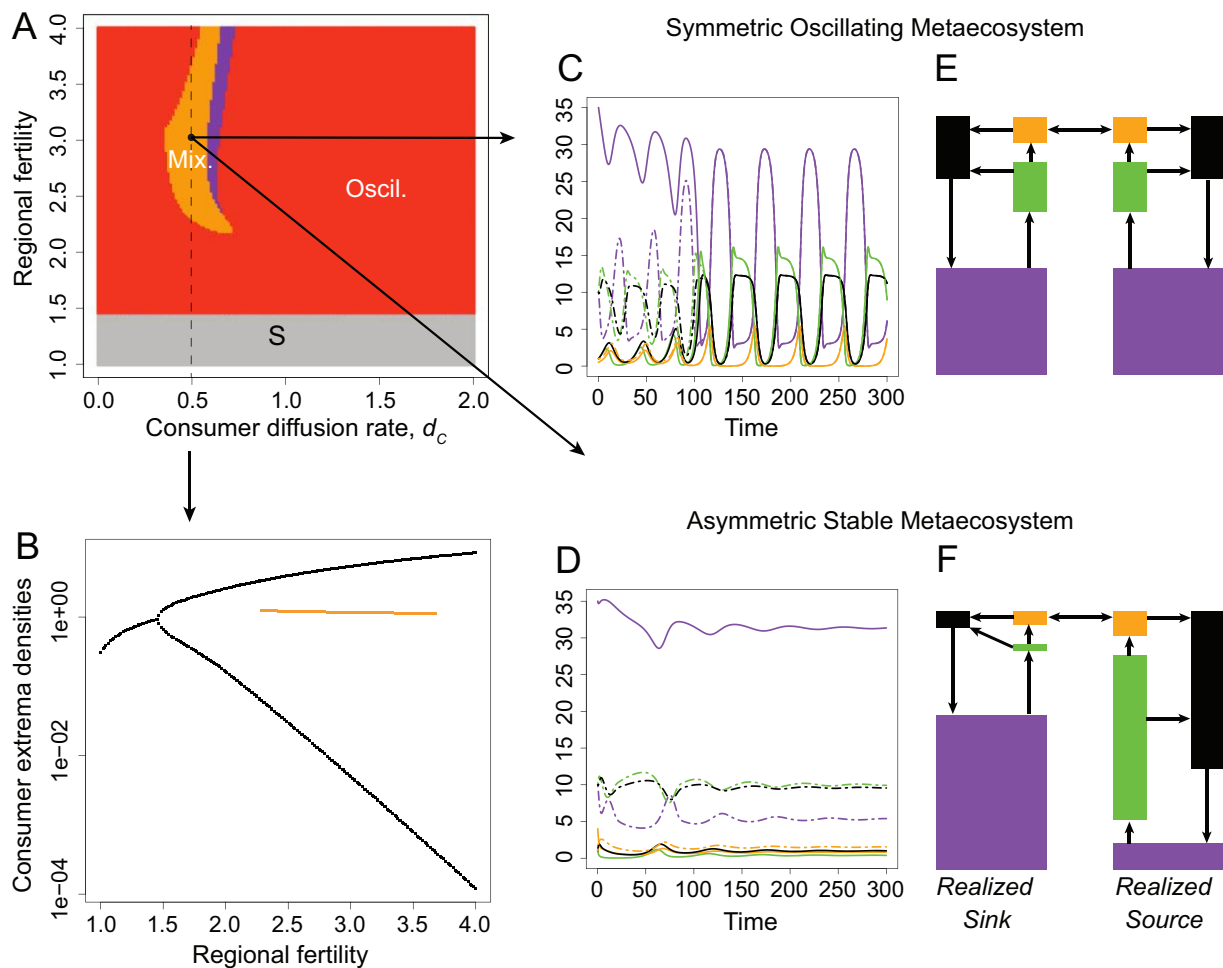 A
Regional fertility
4.0
3.5
3.0
2.5
2.0
1.5
1.0
Mix.
Oscil.
S
0.0
0.5
1.0
1.5
2.0
Consumer diffusion rate, dC
Symmetric Oscillating Metaecosystem
C
35
30
25
20
15
10
5
0
0
50
100
150
200
250
300
Time
E
B
Consumer extrema densities
1e+00
1e-02
1e-04
1.0
1.5
2.0
2.5
3.0
3.5
4.0
Regional fertility
Asymmetric Stable Metaecosystem
D
35
30
25
20
15
10
5
0
0
50
100
150
200
250
300
Time
F
Realized
Sink
Realized
Source